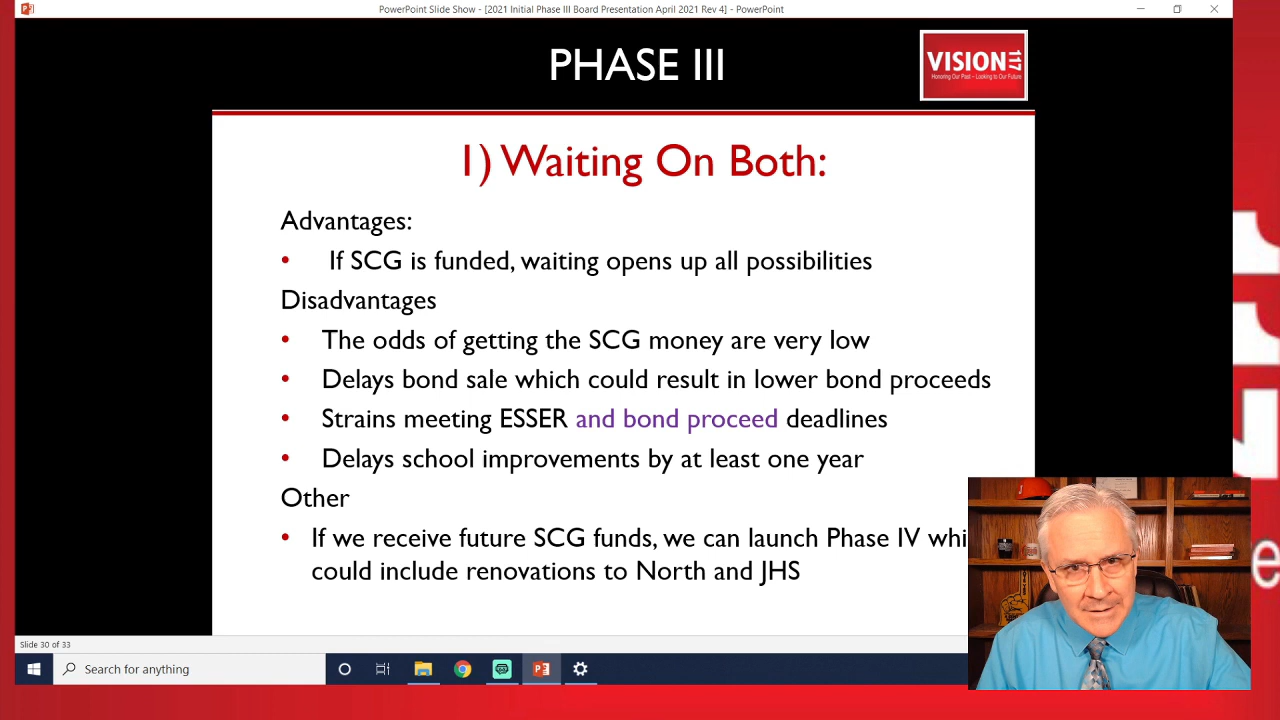 PowerPoint Slide Show - [2021 Initial Phase III Board Presentation April 2021 Rev 4] - PowerPoint
PHASE III
VISION 117
Honoring Our Past – Looking to Our Future
1) Waiting On Both:
Advantages:
• If SCG is funded, waiting opens up all possibilities
Disadvantages
• The odds of getting the SCG money are very low
• Delays bond sale which could result in lower bond proceeds
• Strains meeting ESSER and bond proceed deadlines
• Delays school improvements by at least one year
Other
• If we receive future SCG funds, we can launch Phase IV whi
could include renovations to North and JHS
Slide 30 of 33
Search for anything
e